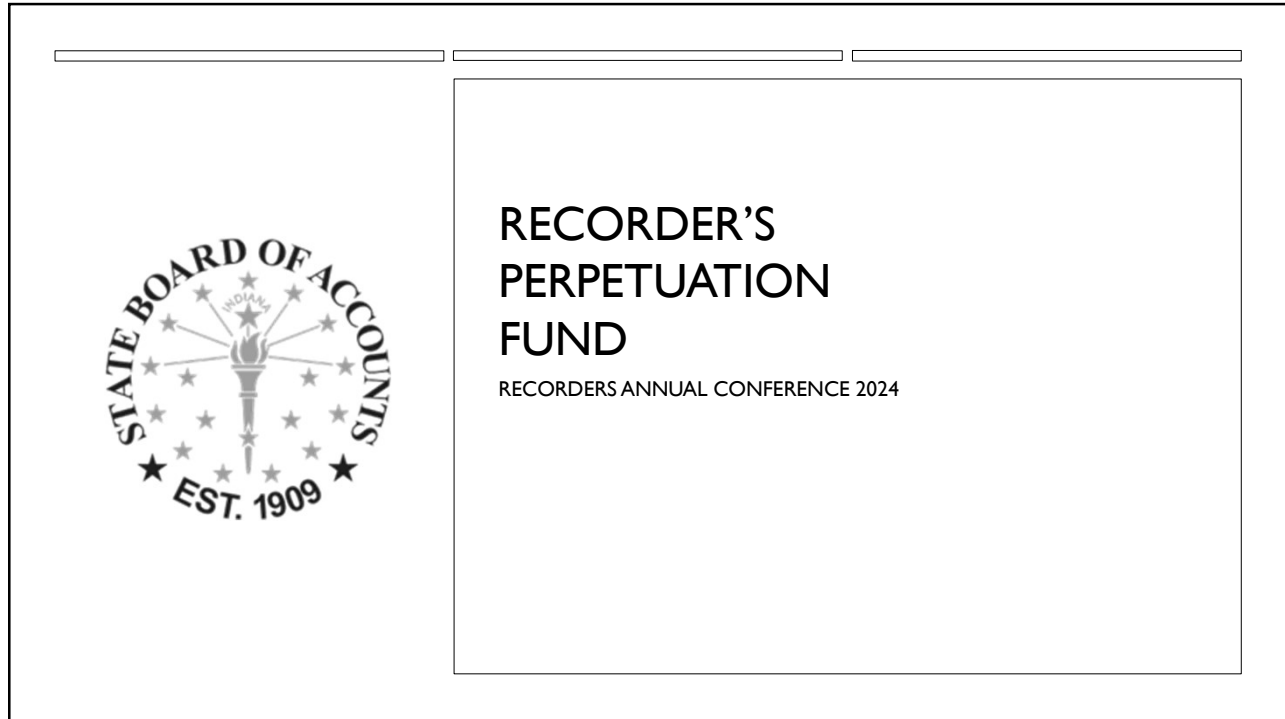 STATE BOARD OF ACCOUNTS
INDIANA
EST. 1909
RECORDER’S
PERPETUATION
FUND
RECORDERS ANNUAL CONFERENCE 2024